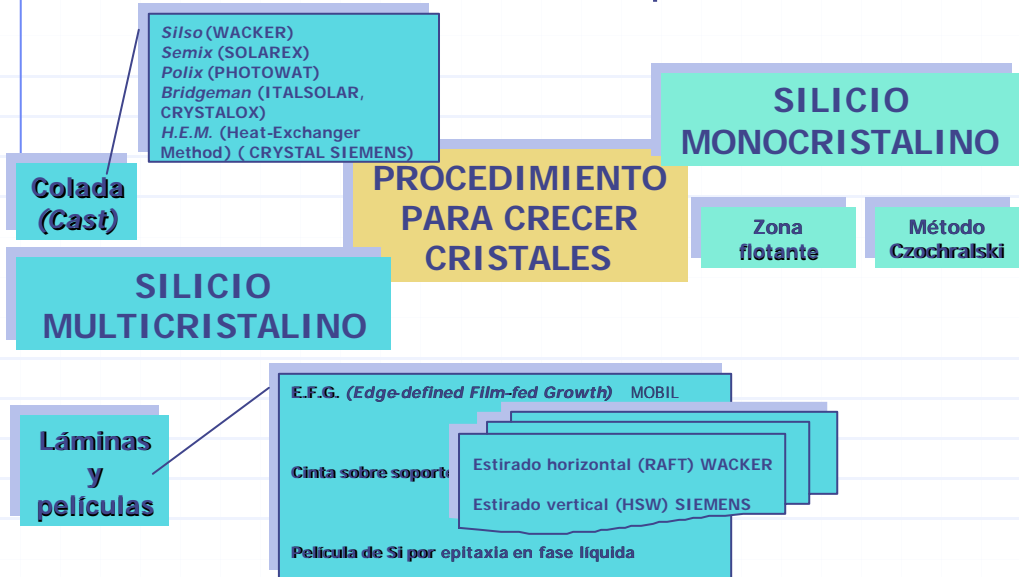 Silso (WACKER)
Semix (SOLAREX)
Polix (PHOTOWAT)
Bridgeman (ITALSOLAR,
CRYSTALOX)
H.E.M. (Heat-Exchanger
Method) ( CRYSTAL SIEMENS)
Colada
(Cast)
PROCEDIMIENTO
PARA CRECER
CRISTALES
SILICIO
MONOCRISTALINO
Zona
flotante
Método
Czochralski
SILICIO
MULTICRISTALINO
Láminas
y
películas
E.F.G. (Edge-defined Film-fed Growth) MOBIL
Cinta sobre soporte
Estirado horizontal (RAFT) WACKER
Estirado vertical (HSW) SIEMENS
Película de Si por epitaxia en fase líquida